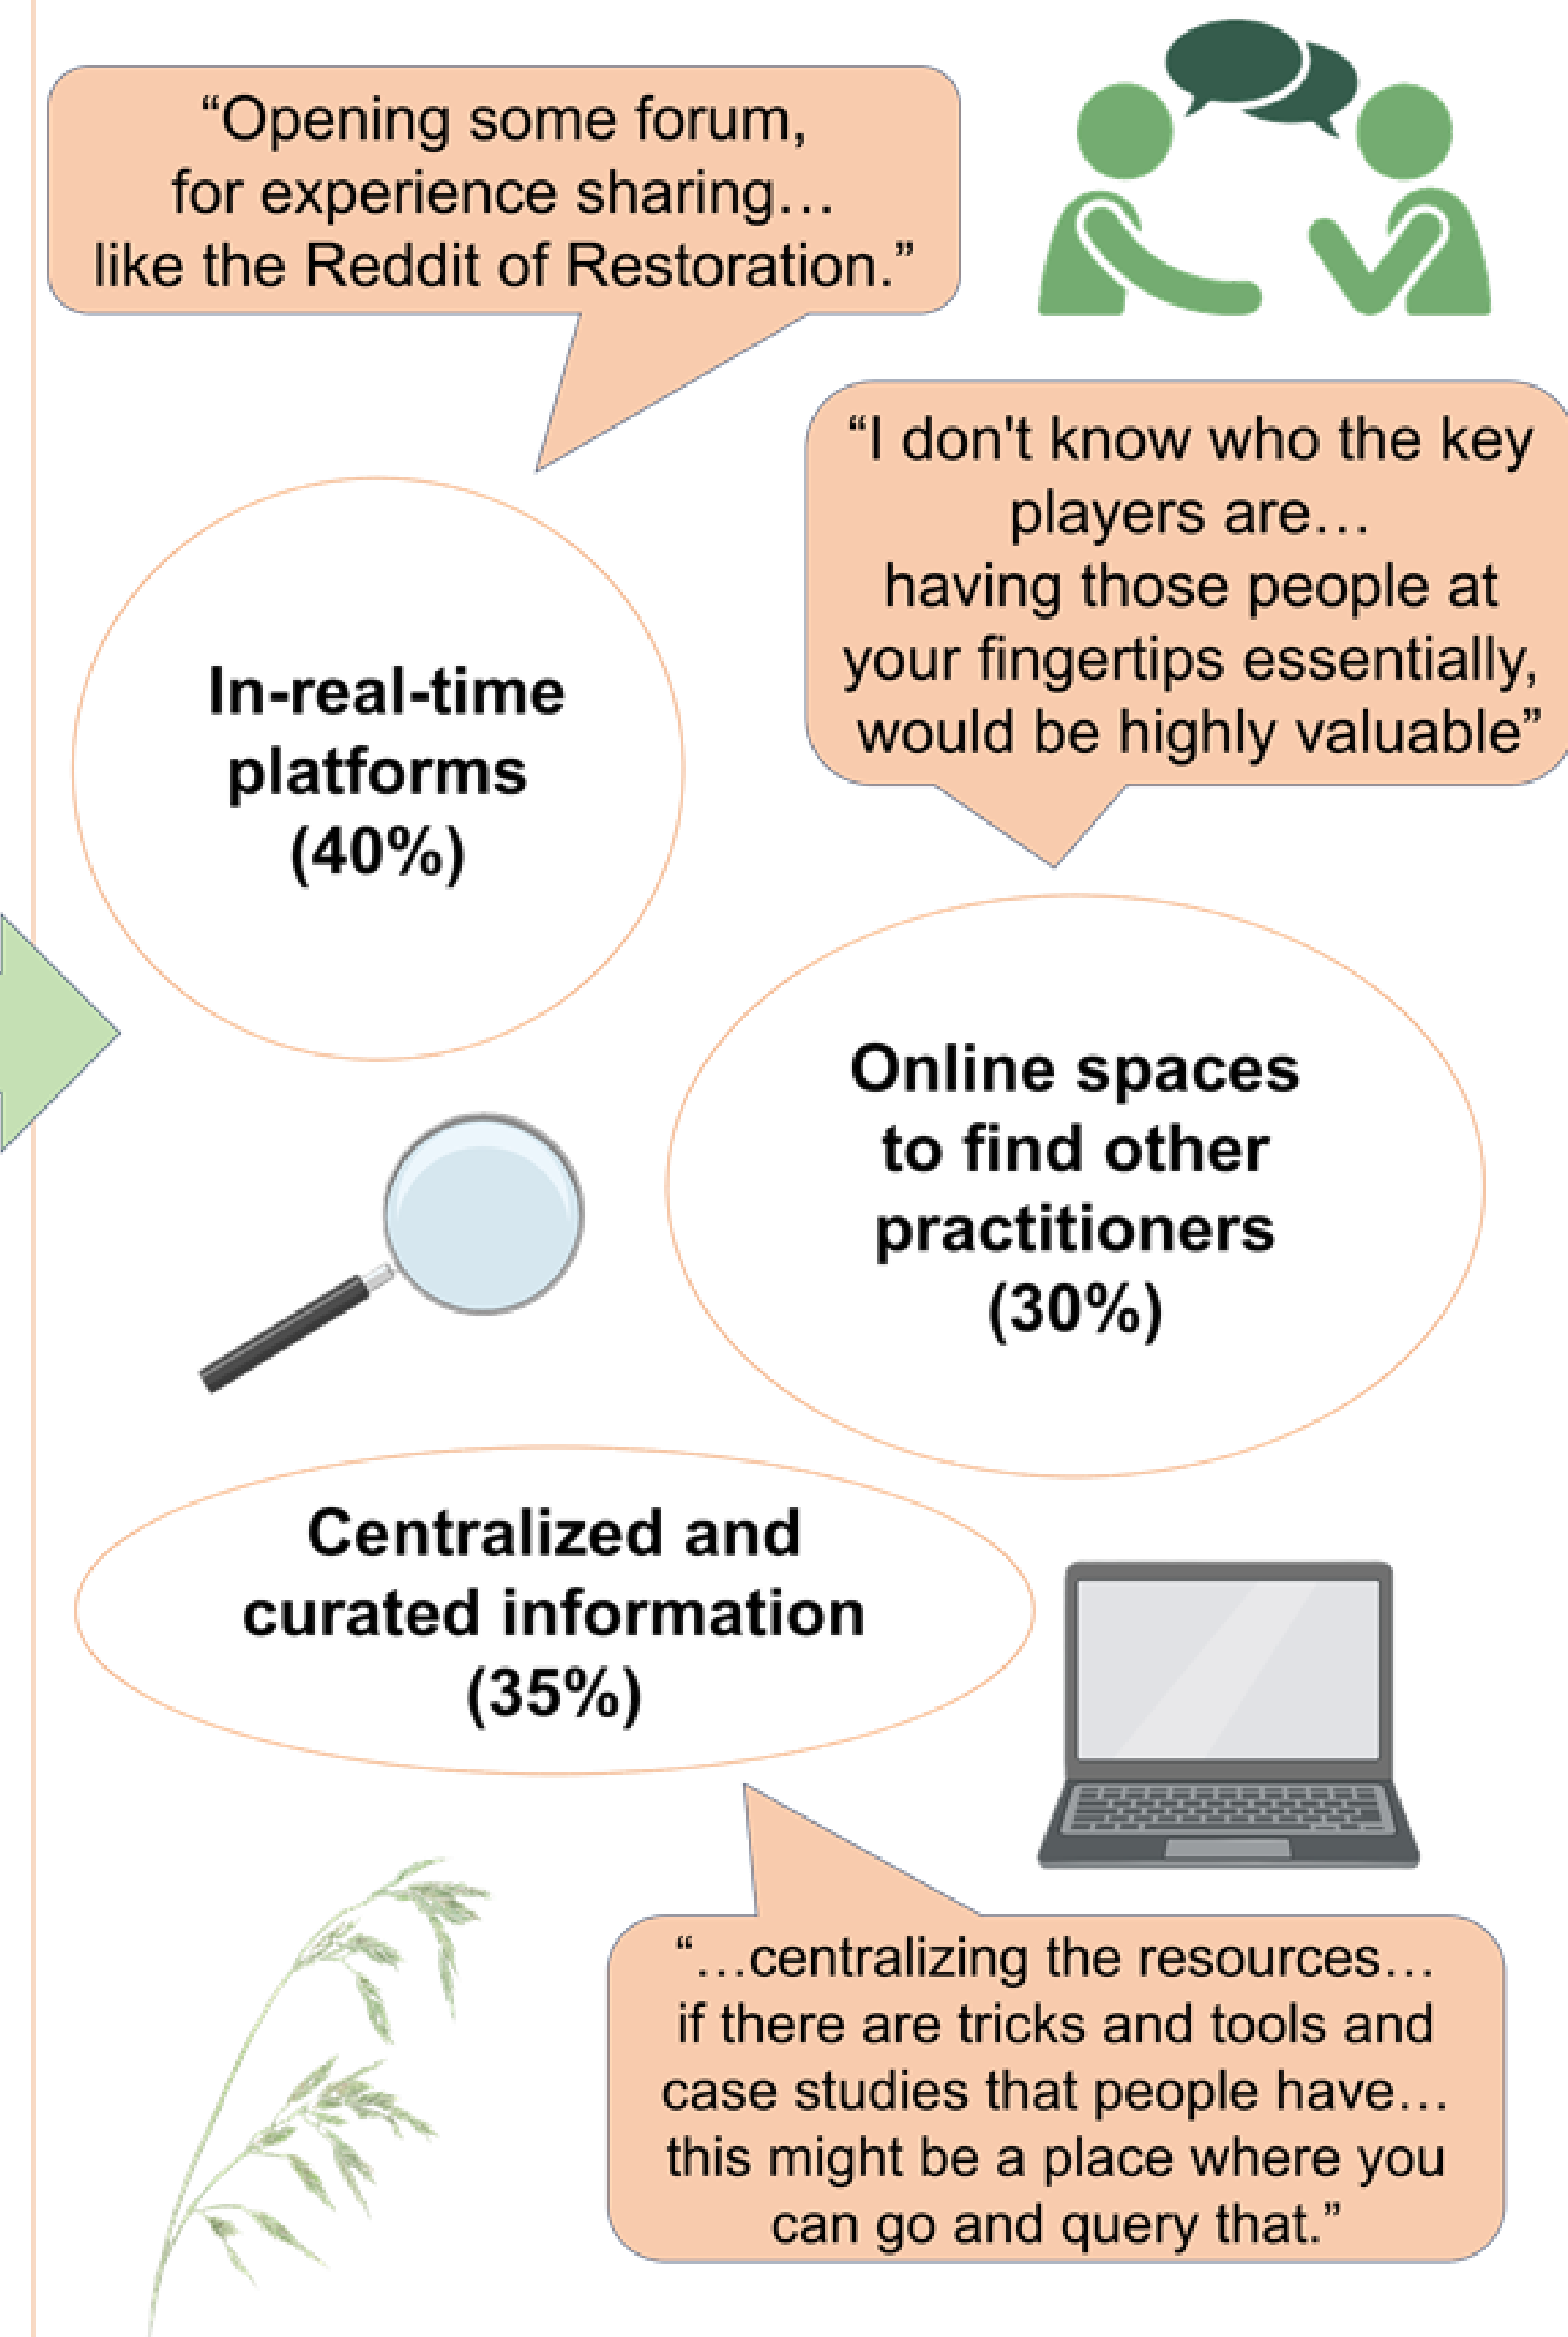 “Opening some forum,
for experience sharing…
like the Reddit of Restoration.”
“I don't know who the key
players are…
having those people at
your fingertips essentially,
would be highly valuable”
In-real-time
platforms
(40%)
Online spaces
to find other
practitioners
(30%)
Centralized and
curated information
(35%)
“…centralizing the resources…
if there are tricks and tools and
case studies that people have…
this might be a place where you
can go and query that.”